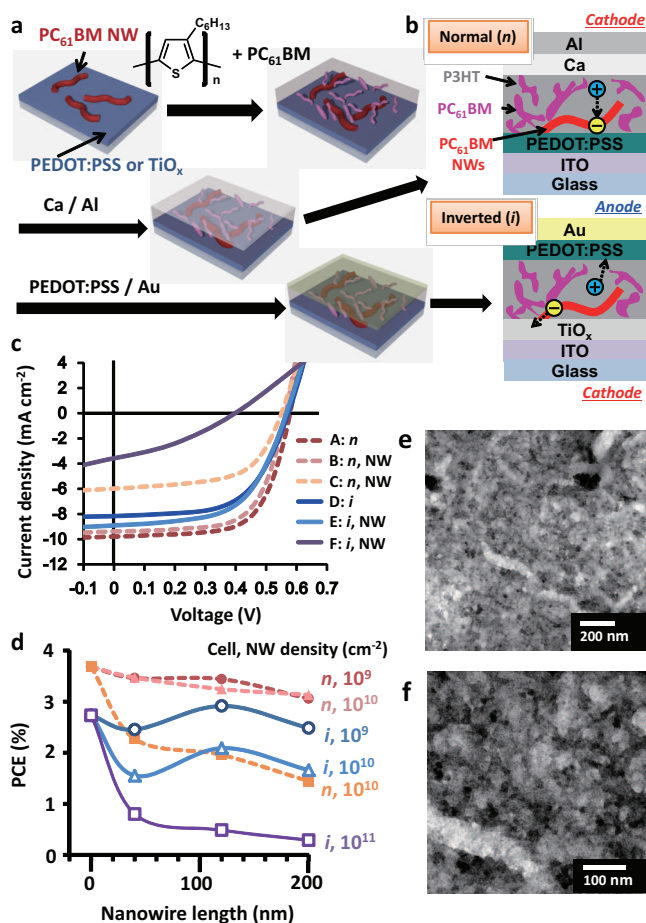 a
PC61BM NW
C6H13
S
n
+ PC61BM
PEDOT:PSS or TiOx
Ca / Al
PEDOT:PSS / Au
b
Cathode
Normal (n)
Al
Ca
P3HT
PC61BM
PC61BM
NWs
+
−
PEDOT:PSS
ITO
Glass
Anode
Inverted (i)
Au
PEDOT:PSS
+
−
TiOx
ITO
Glass
Cathode
c
Current density (mA cm-2)
4
2
0
-2
-4
-6
-8
-10
-12
A: n
B: n, NW
C: n, NW
D: i
E: i, NW
F: i, NW
-0.1 0 0.1 0.2 0.3 0.4 0.5 0.6 0.7
Voltage (V)
d
Cell, NW density (cm-2)
PCE (%)
4
3
2
1
0
n, 10^9
n, 10^10
i, 10^9
i, 10^10
n, 10^10
i, 10^11
0 100 200
Nanowire length (nm)
e
200 nm
f
100 nm